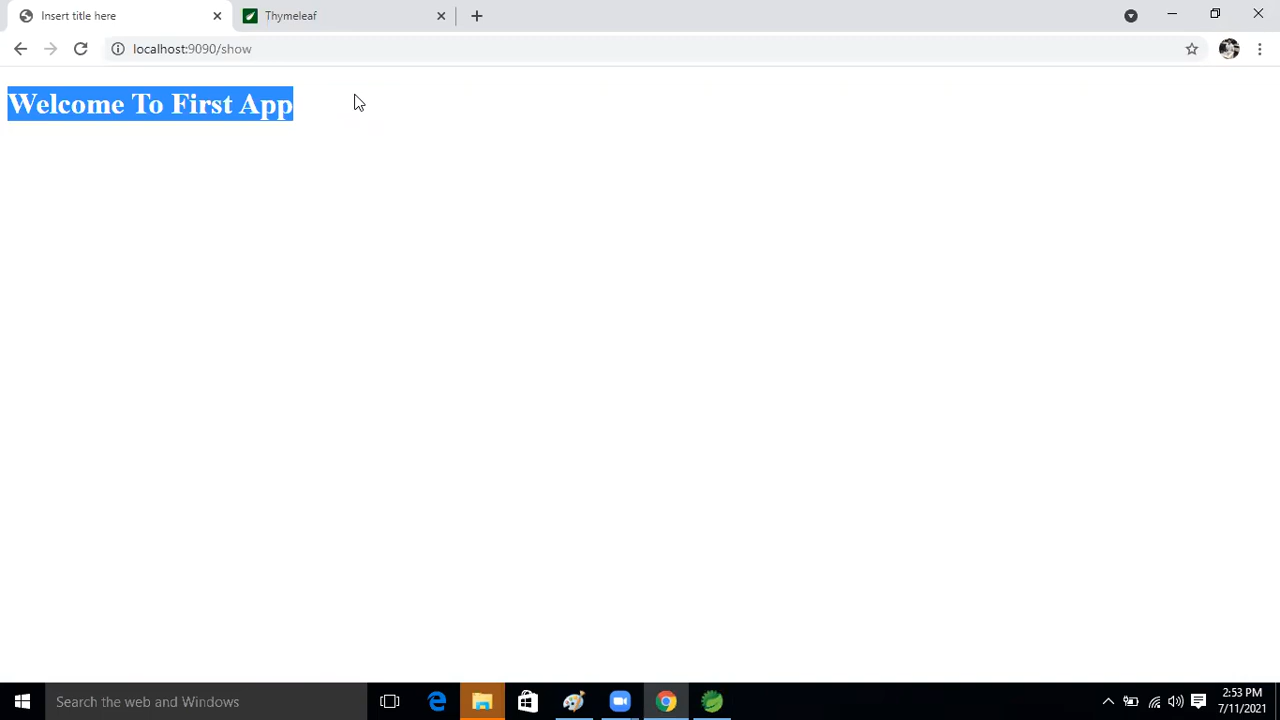 Insert title here
Thymeleaf
localhost:9090/show
Welcome To First App
Search the web and Windows
2:53 PM
7/11/2021